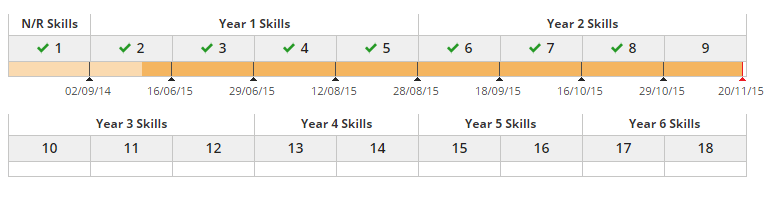 N/R Skills Year 1 Skills Year 2 Skills
1 2 3 4 5 6 7 8 9
02/09/14 16/06/15 29/06/15 12/08/15 28/08/15 18/09/15 16/10/15 29/10/15 20/11/15
Year 3 Skills Year 4 Skills Year 5 Skills Year 6 Skills
10 11 12 13 14 15 16 17 18